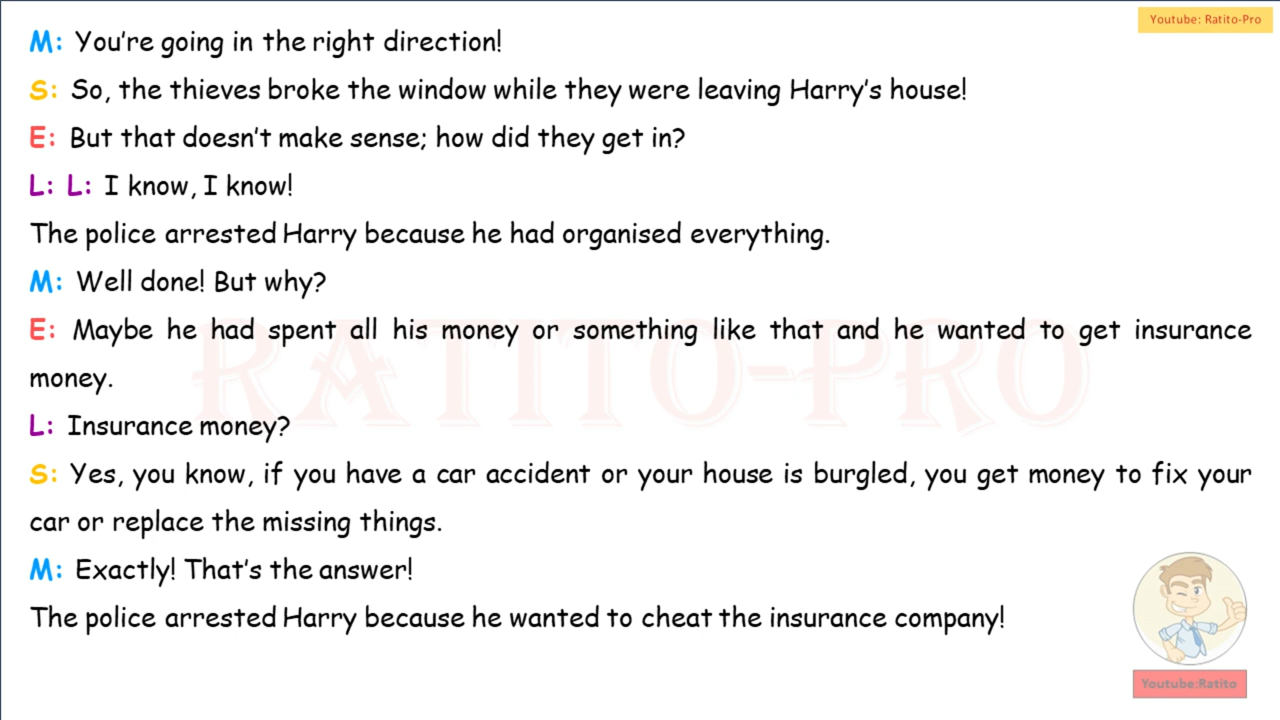 Youtube: Ratito-Pro
M: You're going in the right direction!
S: So, the thieves broke the window while they were leaving Harry's house!
E: But that doesn't make sense; how did they get in?
L: L: I know, I know!
The police arrested Harry because he had organised everything.
M: Well done! But why?
E: Maybe he had spent all his money or something like that and he wanted to get insurance
money.
RATITO-PRO
L: Insurance money?
S: Yes, you know, if you have a car accident or your house is burgled, you get money to fix your
car or replace the missing things.
M: Exactly! That's the answer!
The police arrested Harry because he wanted to cheat the insurance company!
Youtube:Ratito